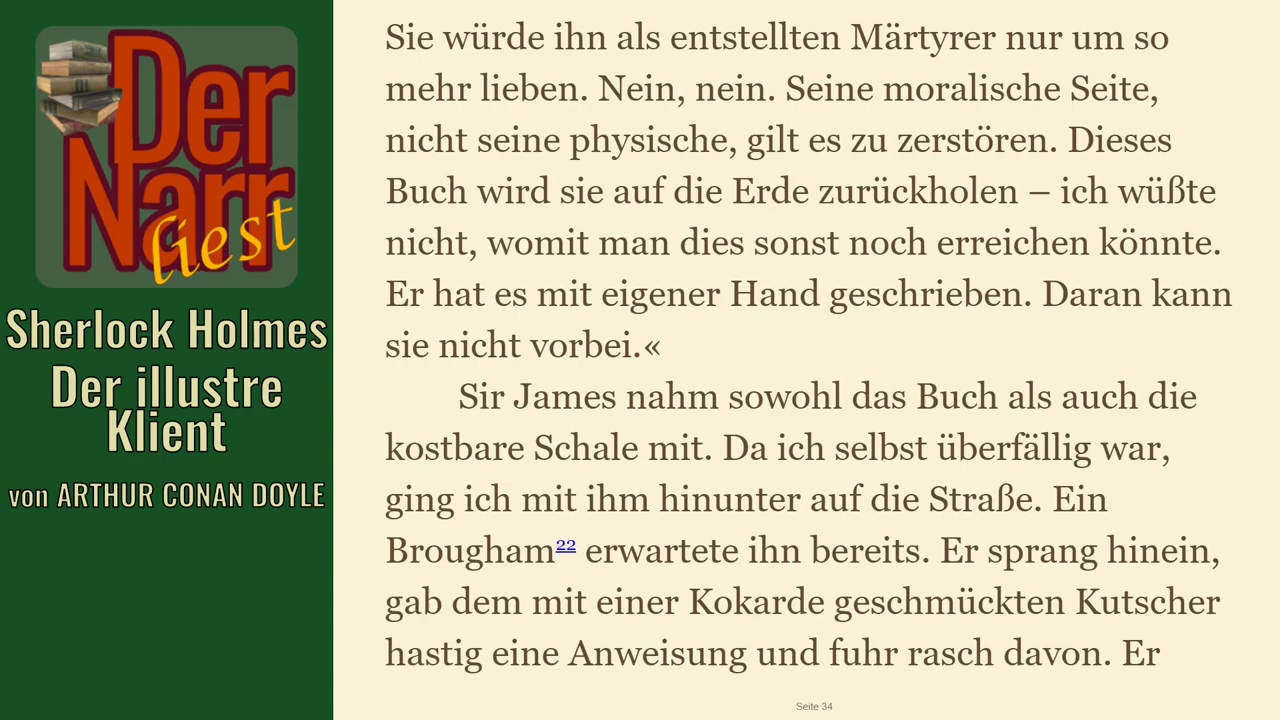 Der
Narr
liest
Sherlock Holmes
Der illustre
Klient
von ARTHUR CONAN DOYLE
Sie würde ihn als entstellten Märtyrer nur um so
mehr lieben. Nein, nein. Seine moralische Seite,
nicht seine physische, gilt es zu zerstören. Dieses
Buch wird sie auf die Erde zurückholen – ich wüßte
nicht, womit man dies sonst noch erreichen könnte.
Er hat es mit eigener Hand geschrieben. Daran kann
sie nicht vorbei.«
Sir James nahm sowohl das Buch als auch die
kostbare Schale mit. Da ich selbst überfällig war,
ging ich mit ihm hinunter auf die Straße. Ein
Brougham22 erwartete ihn bereits. Er sprang hinein,
gab dem mit einer Kokarde geschmückten Kutscher
hastig eine Anweisung und fuhr rasch davon. Er
Seite 34